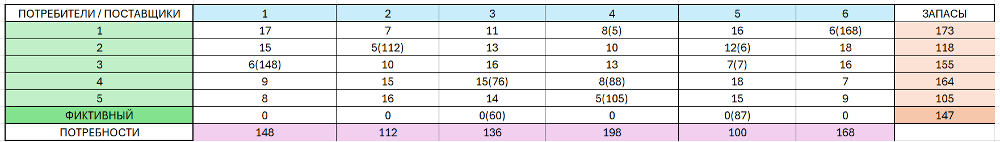 ПОТРЕБИТЕЛИ / ПОСТАВЩИКИ 1 2 3 4 5 6 ЗАПАСЫ
1 17 7 11 8(5) 16 6(168) 173
2 15 5(112) 13 10 12(6) 18 118
3 6(148) 10 16 13 7(7) 16 155
4 9 15 15(76) 8(88) 18 7 164
5 8 16 14 5(105) 15 9 105
ФИКТИВНЫЙ 0 0 0(60) 0 0(87) 0 147
ПОТРЕБНОСТИ 148 112 136 198 100 168